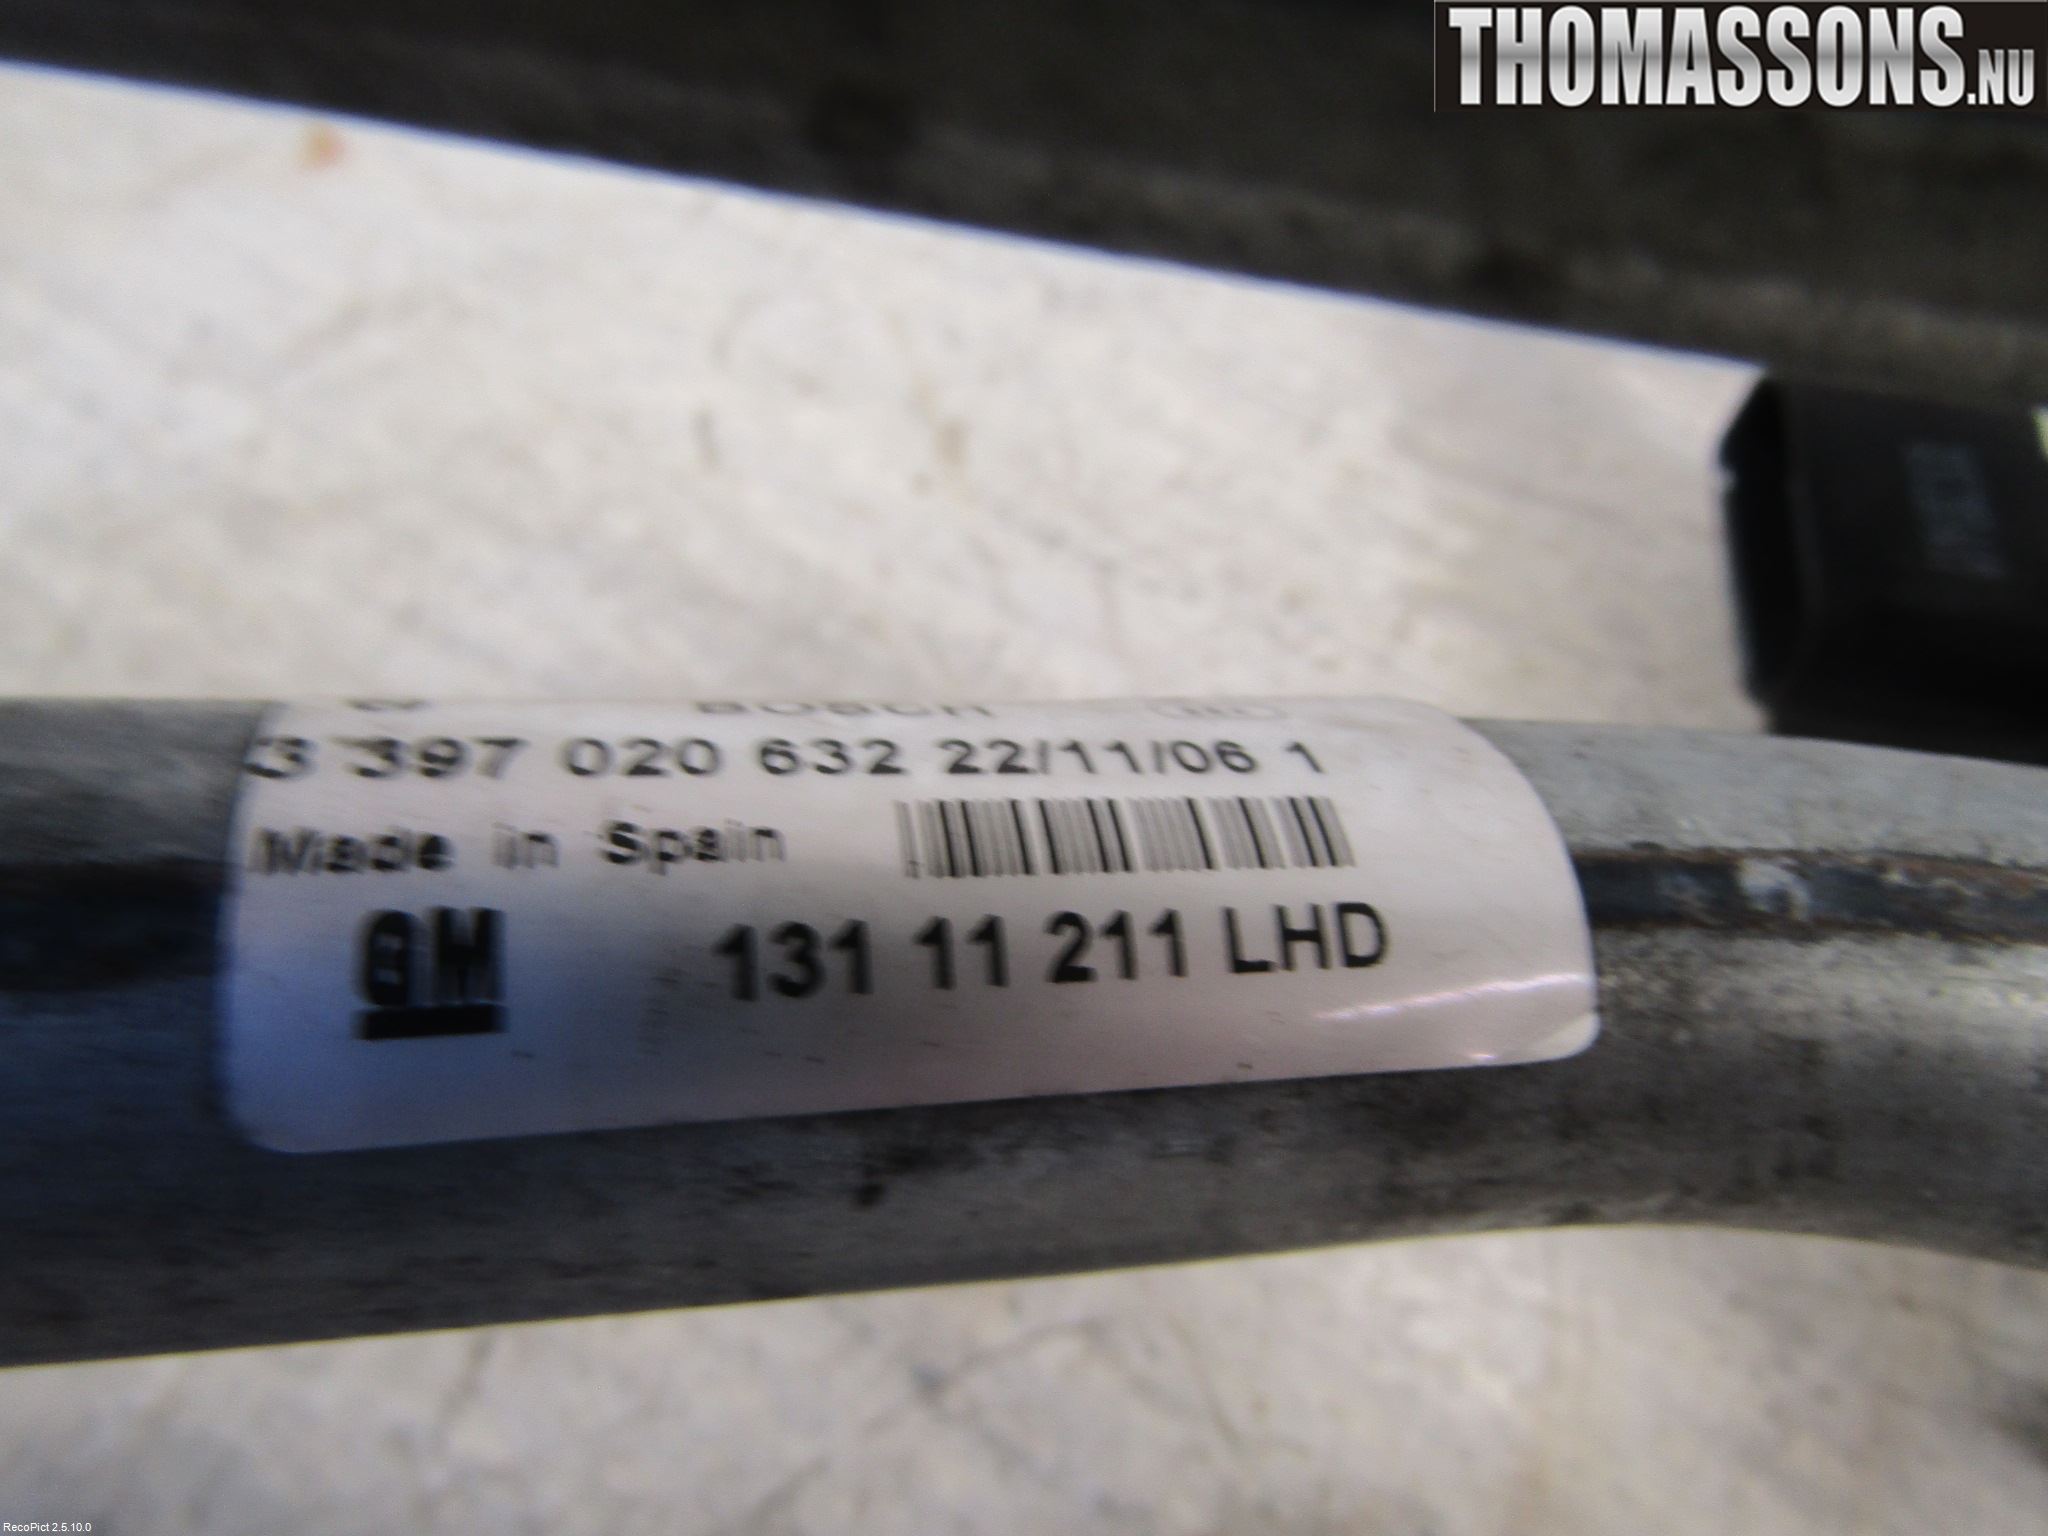 THOMASSONS.NU
BOSCH
3 397 020 632 22/11/06 1
Made in Spain
GM
131 11 211 LHD
RecoPict 2.5.10.0